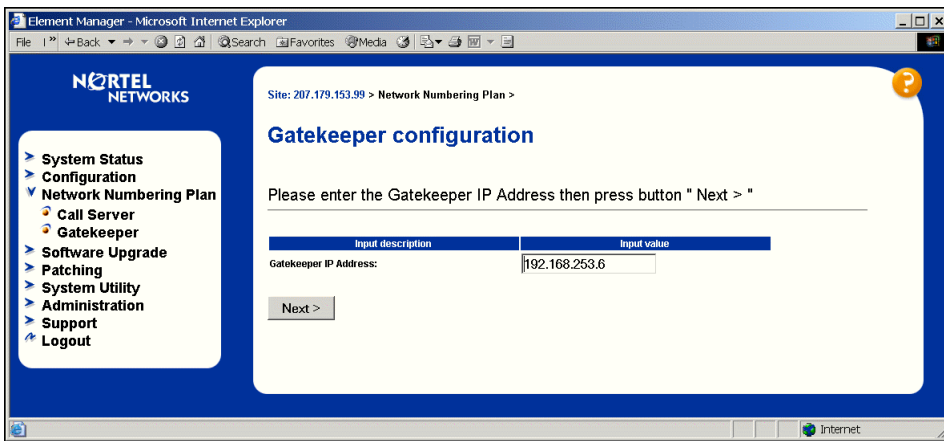 Element Manager - Microsoft Internet Explorer
File
Back
Search
Favorites
Media
NORTEL
NETWORKS
Site: 207.179.153.99 > Network Numbering Plan >
?
Gatekeeper configuration
System Status
Configuration
Network Numbering Plan
Call Server
Gatekeeper
Software Upgrade
Patching
System Utility
Administration
Support
Logout
Please enter the Gatekeeper IP Address then press button " Next > "
Input description Input value
Gatekeeper IP Address: 192.168.253.6
Next >
Internet